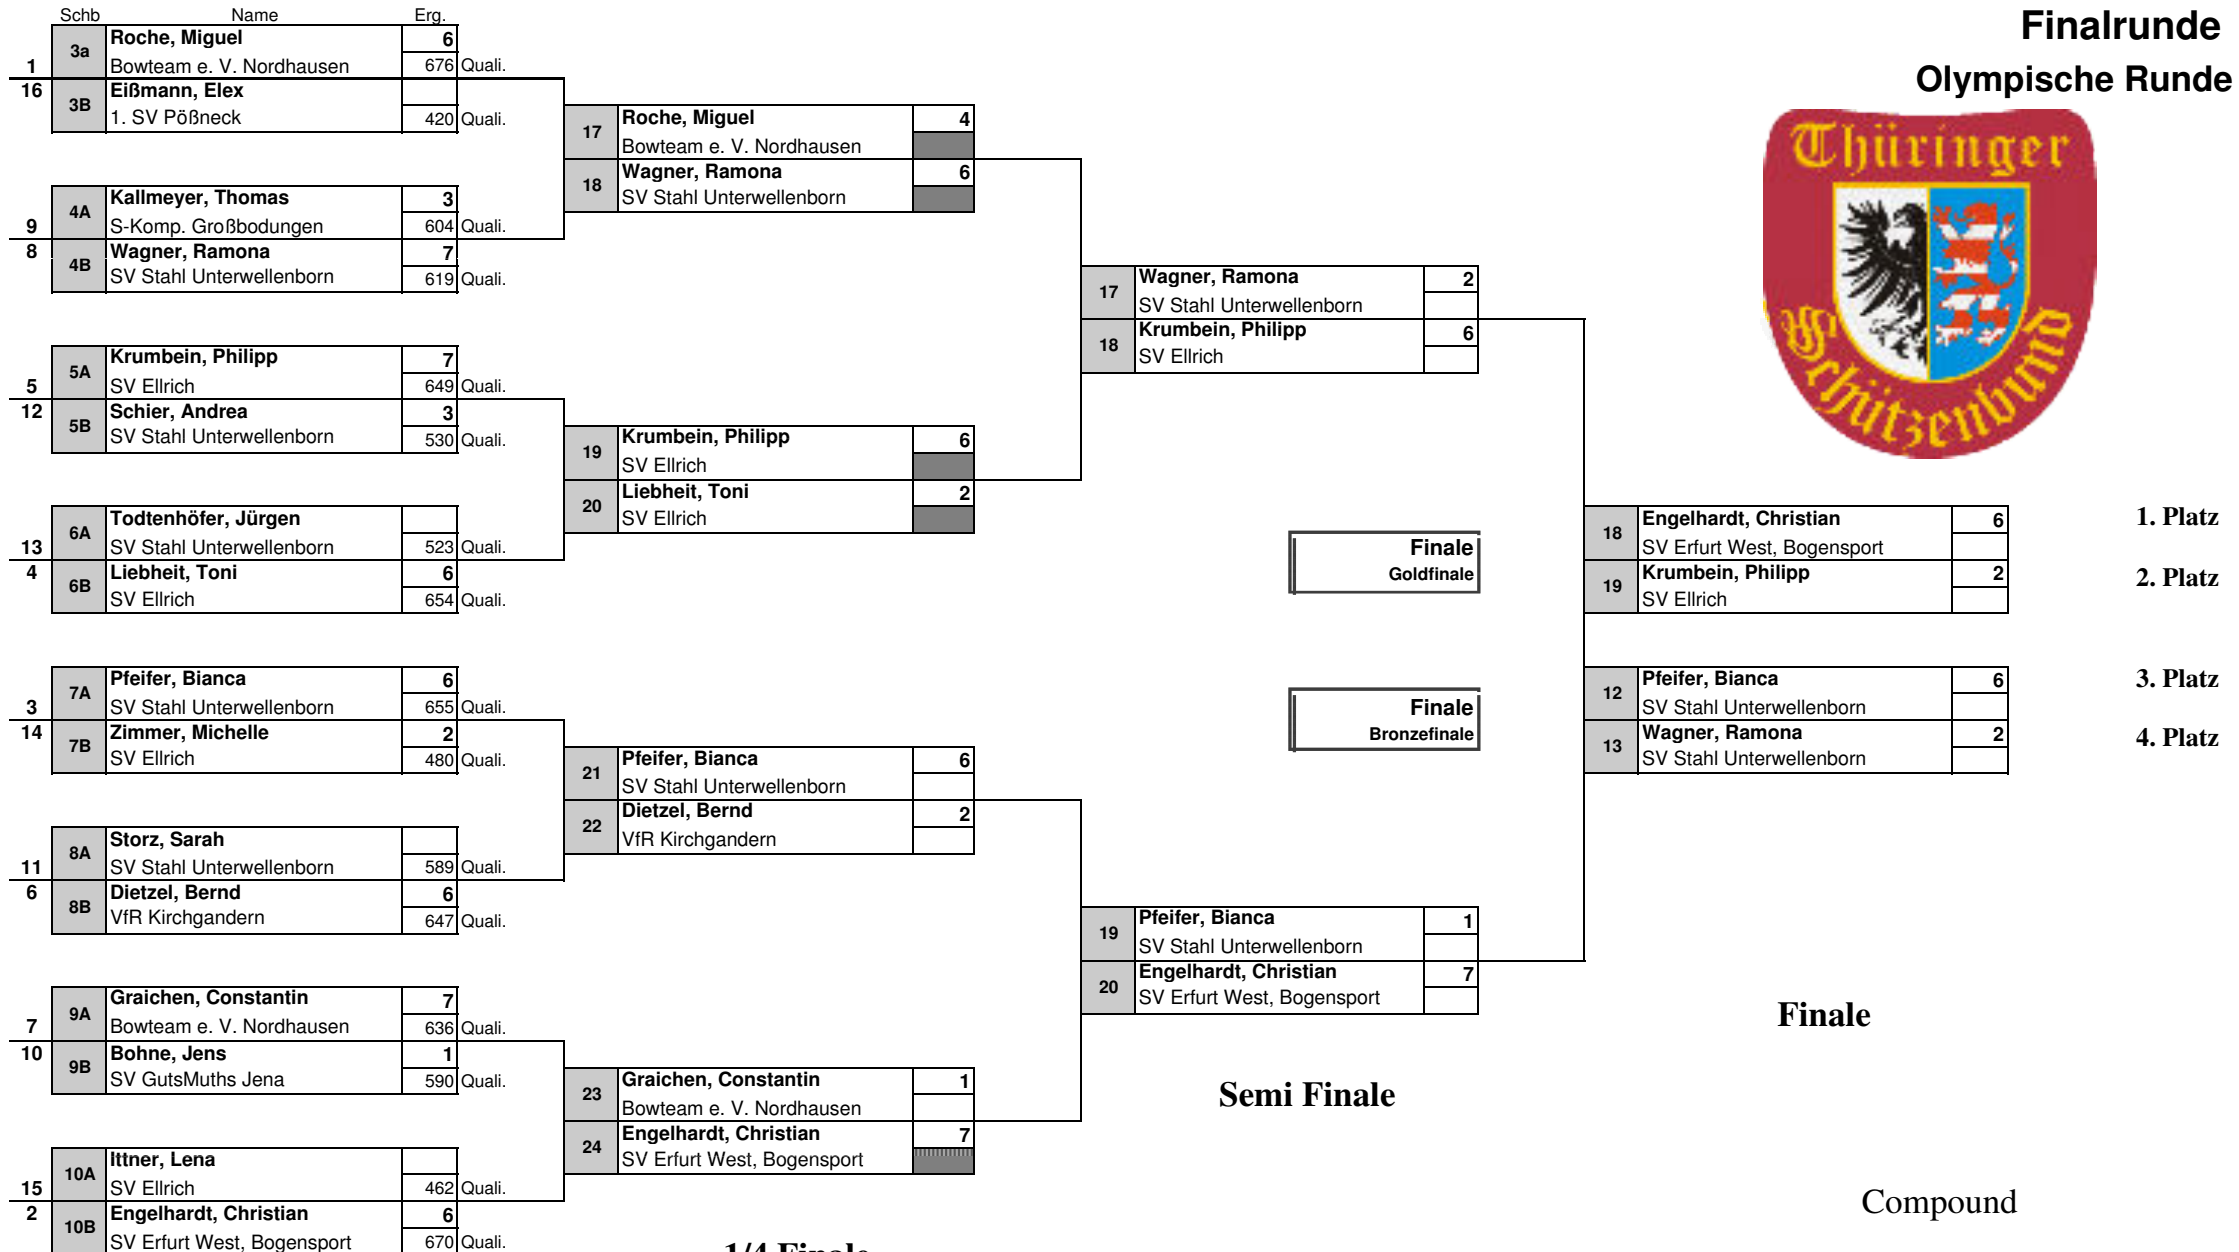 Finalrunde
Olympische Runde
Thüringer
Schützenbund
Schb Name Erg.
3a Roche, Miguel 6
1 Bowteam e. V. Nordhausen 676 Quali.
16 3B Eißmann, Elex
1. SV Pößneck 420 Quali.
4A Kallmeyer, Thomas 3
9 S-Komp. Großbodungen 604 Quali.
8 4B Wagner, Ramona 7
SV Stahl Unterwellenborn 619 Quali.
5A Krumbein, Philipp 7
5 SV Ellrich 649 Quali.
12 5B Schier, Andrea 3
SV Stahl Unterwellenborn 530 Quali.
6A Todtenhöfer, Jürgen
13 SV Stahl Unterwellenborn 523 Quali.
4 6B Liebheit, Toni 6
SV Ellrich 654 Quali.
7A Pfeifer, Bianca 6
3 SV Stahl Unterwellenborn 655 Quali.
14 7B Zimmer, Michelle 2
SV Ellrich 480 Quali.
8A Storz, Sarah
11 SV Stahl Unterwellenborn 589 Quali.
6 8B Dietzel, Bernd 6
VfR Kirchgandern 647 Quali.
9A Graichen, Constantin 7
7 Bowteam e. V. Nordhausen 636 Quali.
10 9B Bohne, Jens 1
SV GutsMuths Jena 590 Quali.
10A Ittner, Lena
15 SV Ellrich 462 Quali.
2 10B Engelhardt, Christian 6
SV Erfurt West, Bogensport 670 Quali.
17 Roche, Miguel 4
Bowteam e. V. Nordhausen
18 Wagner, Ramona 6
SV Stahl Unterwellenborn
19 Krumbein, Philipp 6
SV Ellrich
20 Liebheit, Toni 2
SV Ellrich
21 Pfeifer, Bianca 6
SV Stahl Unterwellenborn
22 Dietzel, Bernd 2
VfR Kirchgandern
23 Graichen, Constantin 1
Bowteam e. V. Nordhausen
24 Engelhardt, Christian 7
SV Erfurt West, Bogensport
1/4 Finale
17 Wagner, Ramona 2
SV Stahl Unterwellenborn
18 Krumbein, Philipp 6
SV Ellrich
Finale
Goldfinale
Finale
Bronzefinale
19 Pfeifer, Bianca 1
SV Stahl Unterwellenborn
20 Engelhardt, Christian 7
SV Erfurt West, Bogensport
Semi Finale
18 Engelhardt, Christian 6 1. Platz
SV Erfurt West, Bogensport
19 Krumbein, Philipp 2 2. Platz
SV Ellrich
12 Pfeifer, Bianca 6 3. Platz
SV Stahl Unterwellenborn
13 Wagner, Ramona 2 4. Platz
SV Stahl Unterwellenborn
Finale
Compound